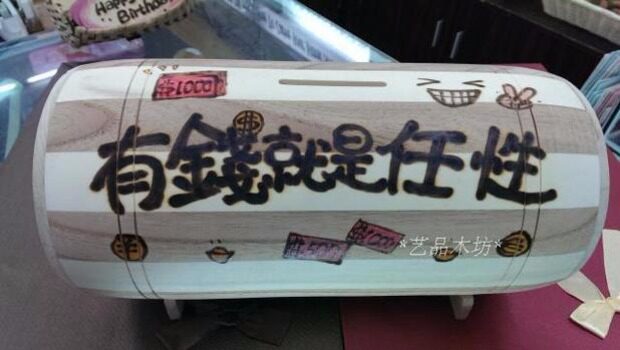 Happy
Birthday
$1000
有錢就是任性
$500
$1000
*艺品木坊*